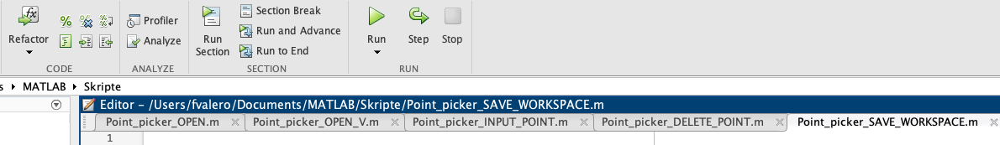 fx
Refactor
%
%
%
Profiler
Analyze
Run Section
Section Break
Run and Advance
Run to End
Run
Step
Stop
CODE
ANALYZE
SECTION
RUN
s ▸ MATLAB ▸ Skripte
Editor – /Users/fvalero/Documents/MATLAB/Skripte/Point_picker_SAVE_WORKSPACE.m
Point_picker_OPEN.m Point_picker_OPEN_V.m Point_picker_INPUT_POINT.m Point_picker_DELETE_POINT.m Point_picker_SAVE_WORKSPACE.m
1